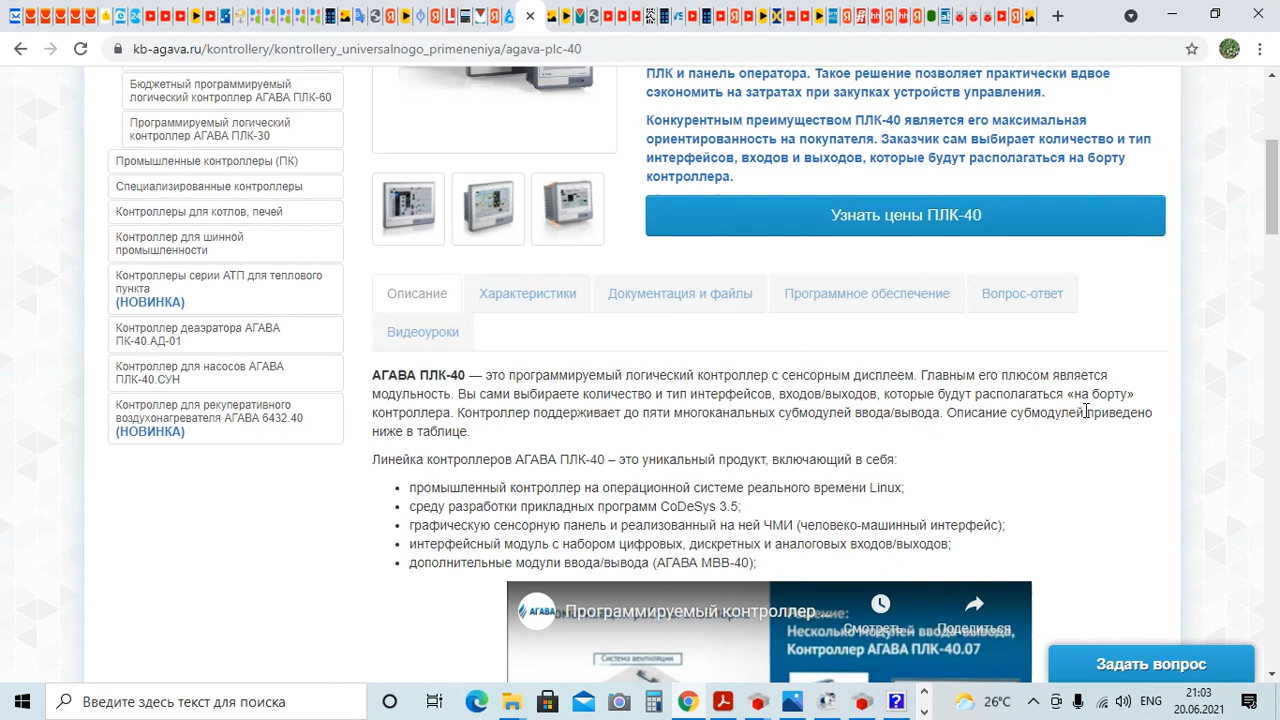 kb-agava.ru/kontrollery/kontrollery_universalnogo_primeneniya/agava-plc-40
Бюджетный программируемый
логический контроллер АГАВА ПЛК-60
Программируемый логический
контроллер АГАВА ПЛК-30
Промышленные контроллеры (ПК)
Специализированные контроллеры
Контроллеры для котлов, печей
Контроллер для шинной
промышленности
Контроллеры серии АТП для теплового
пункта
(НОВИНКА)
Контроллер деаэратора АГАВА
ПК-40.АД-01
Контроллер для насосов АГАВА
ПЛК-40.СУН
Контроллер для рекуперативного
воздухонагревателя АГАВА 6432.40
(НОВИНКА)
ПЛК и панель оператора. Такое решение позволяет практически вдвое
сэкономить на затратах при закупках устройств управления.
Конкурентным преимуществом ПЛК-40 является его максимальная
ориентированность на покупателя. Заказчик сам выбирает количество и тип
интерфейсов, входов и выходов, которые будут располагаться на борту
контроллера.
Узнать цены ПЛК-40
Описание
Характеристики
Документация и файлы
Программное обеспечение
Вопрос-ответ
Видеоуроки
АГАВА ПЛК-40 — это программируемый логический контроллер с сенсорным дисплеем. Главным его плюсом является
модульность. Вы сами выбираете количество и тип интерфейсов, входов/выходов, которые будут располагаться «на борту»
контроллера. Контроллер поддерживает до пяти многоканальных субмодулей ввода/вывода. Описание субмодулей приведено
ниже в таблице.
Линейка контроллеров АГАВА ПЛК-40 – это уникальный продукт, включающий в себя:
промышленный контроллер на операционной системе реального времени Linux;
среду разработки прикладных программ CoDeSys 3.5;
графическую сенсорную панель и реализованный на ней ЧМИ (человеко-машинный интерфейс);
интерфейсный модуль с набором цифровых, дискретных и аналоговых входов/выходов;
дополнительные модули ввода/вывода (АГАВА МВВ-40);
АГАВА
Программируемый контроллер ...
Смотреть...
Поделиться
Решение:
Несколько модулей ввода-вывода,
Контроллер АГАВА ПЛК-40.07
Система вентиляции
Задать вопрос
Введите здесь текст для поиска
26°C
ENG
21:03
20.06.2021